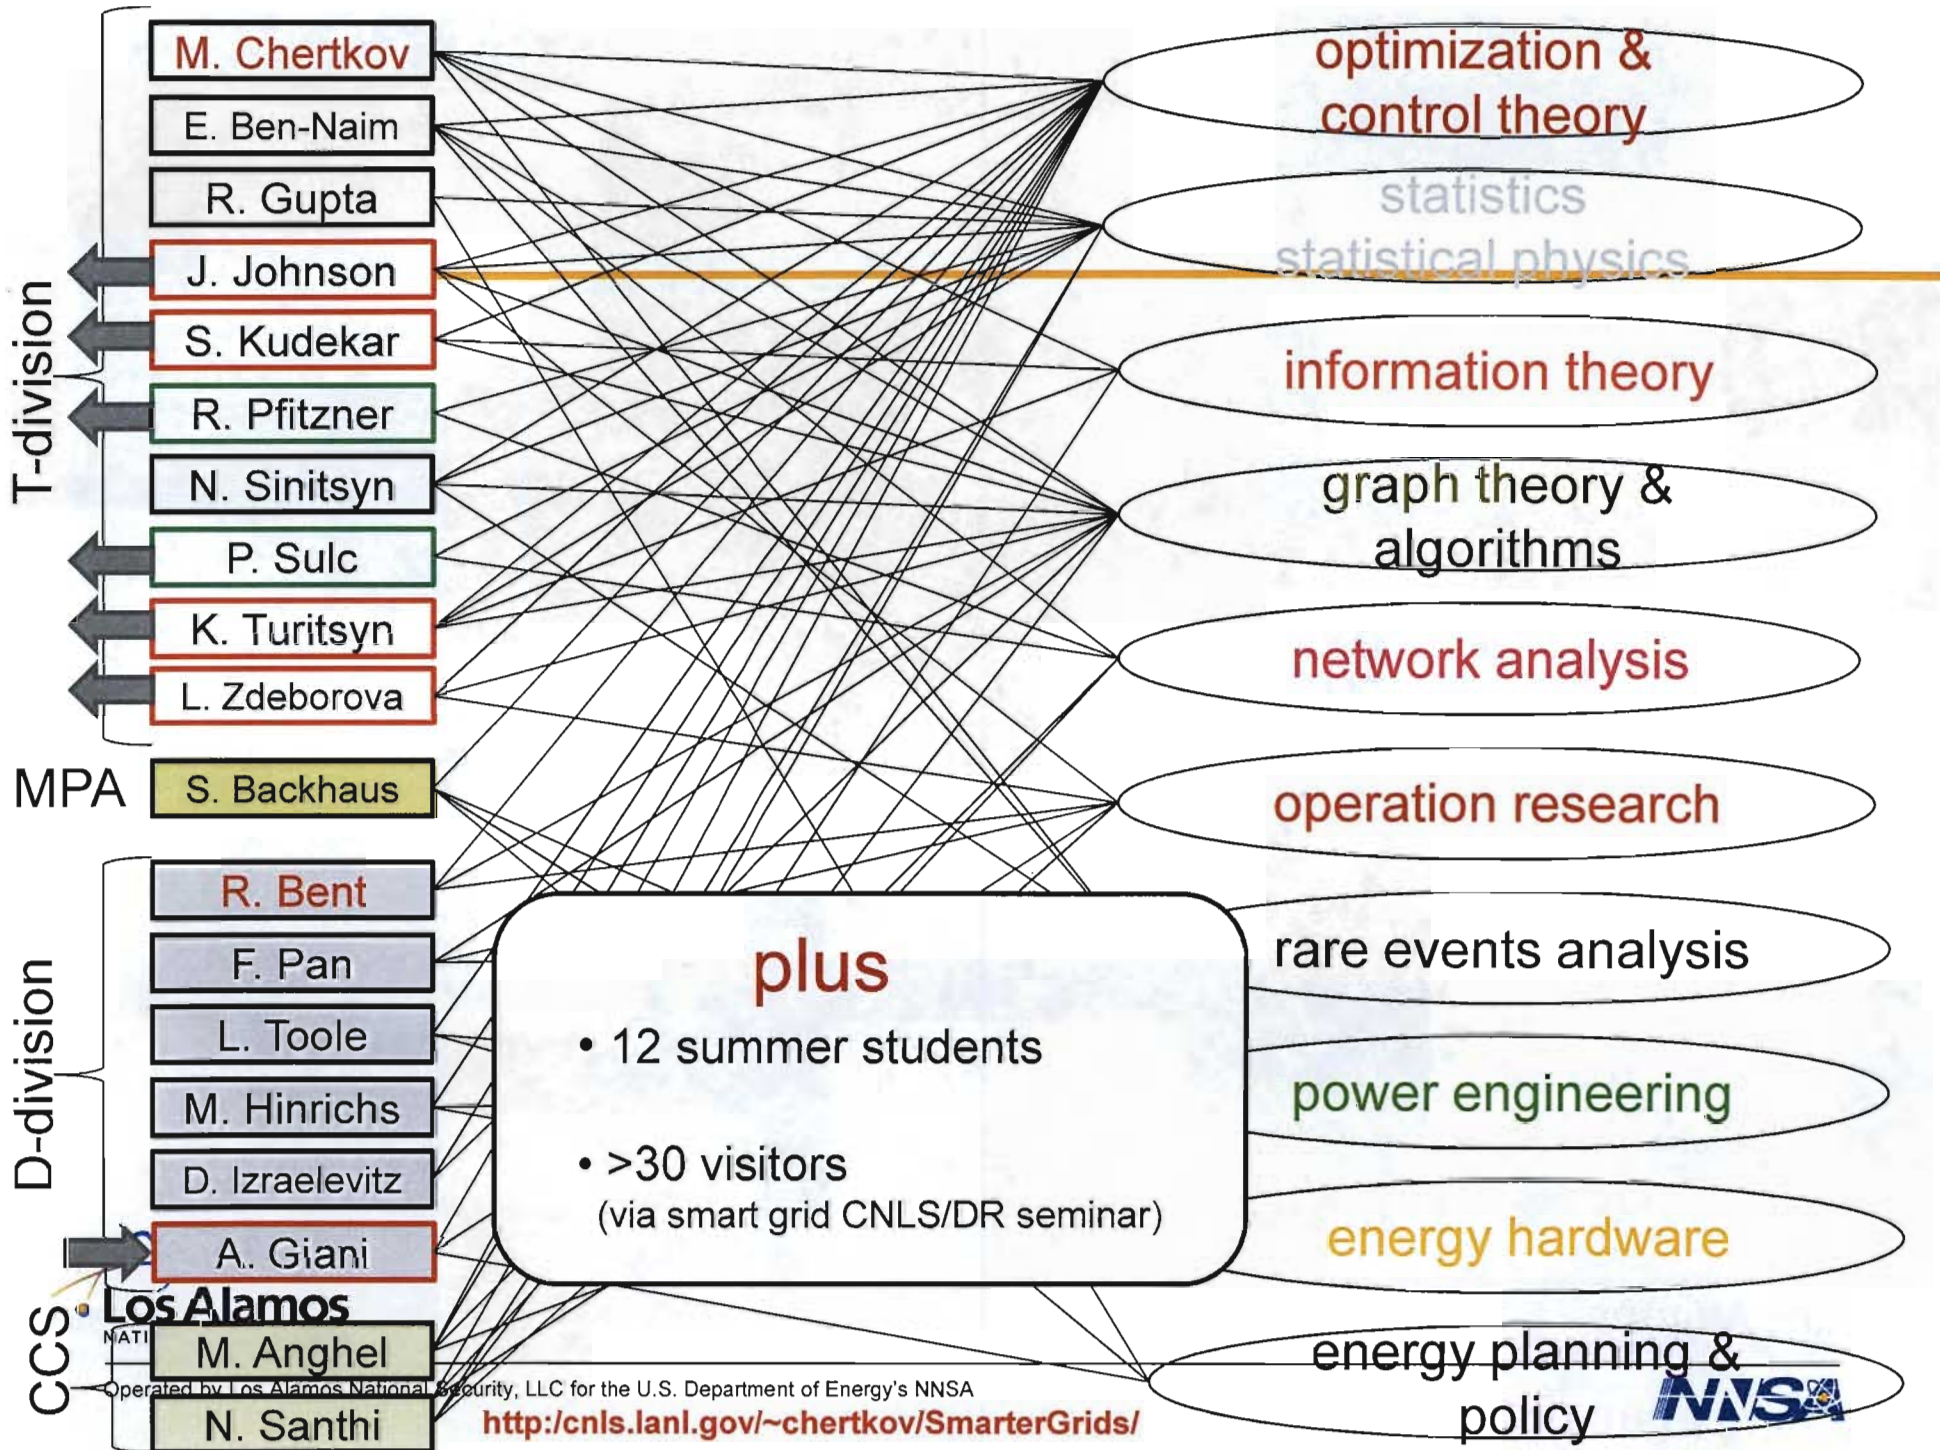 T-division
M. Chertkov
E. Ben-Naim
R. Gupta
J. Johnson
S. Kudekar
R. Pfitzner
N. Sinitsyn
P. Sulc
K. Turitsyn
L. Zdeborova
MPA
S. Backhaus
D-division
R. Bent
F. Pan
L. Toole
M. Hinrichs
D. Izraelevitz
A. Giani
CCS
M. Anghel
N. Santhi
optimization &
control theory
statistics
statistical physics
information theory
graph theory &
algorithms
network analysis
operation research
rare events analysis
power engineering
energy hardware
energy planning &
policy
plus
• 12 summer students
• >30 visitors
(via smart grid CNLS/DR seminar)
Los Alamos
NATI
Operated by Los Alamos National Security, LLC for the U.S. Department of Energy's NNSA
http:/cnls.lanl.gov/~chertkov/SmarterGrids/
NNSA